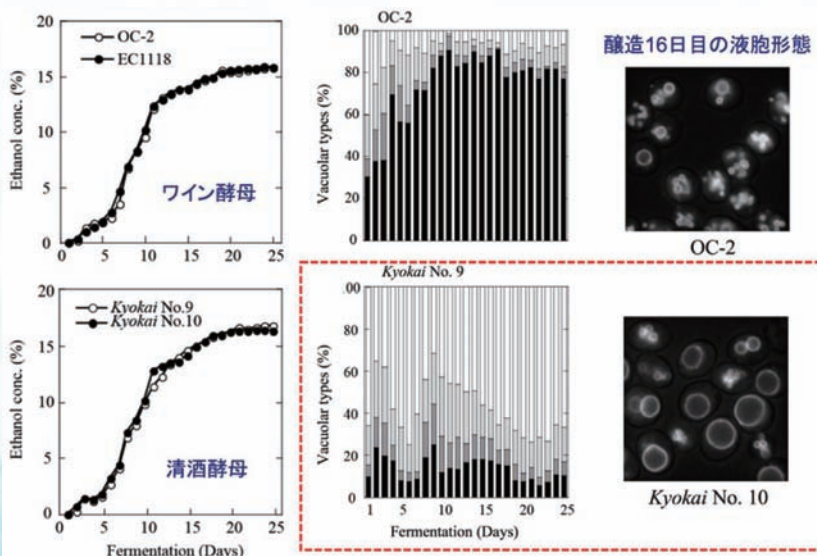 OC-2
EC1118
Ethanol conc. (%)
20
15
10
5
0
0 5 10 15 20 25
ワイン酵母
OC-2
Vacuolar types (%)
100
80
60
40
20
0
醸造16日目の液胞形態
OC-2
Kyokai No.9
Kyokai No.10
Ethanol conc. (%)
20
15
10
5
0
0 5 10 15 20 25
清酒酵母
Fermentation (Days)
Kyokai No. 9
Vacuolar types (%)
.00
80
60
40
20
0
1 5 10 15 20 25
Fermentation (Days)
Kyokai No. 10